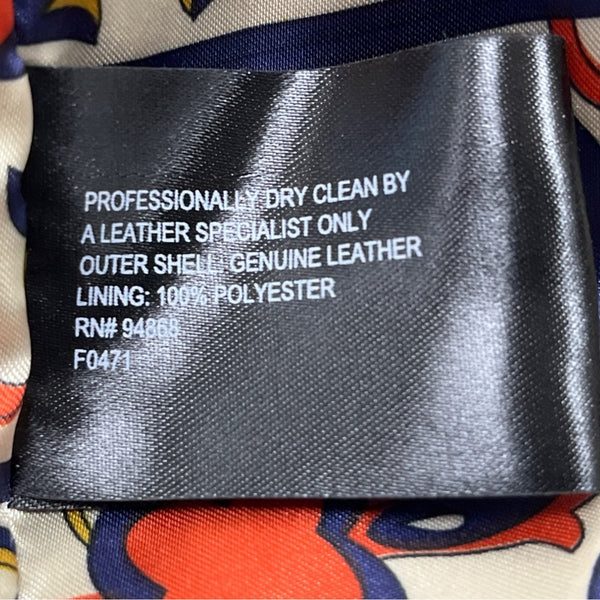 PROFESSIONALLY DRY CLEAN BY
A LEATHER SPECIALIST ONLY
OUTER SHELL: GENUINE LEATHER
LINING: 100% POLYESTER
RN# 94868
F0471